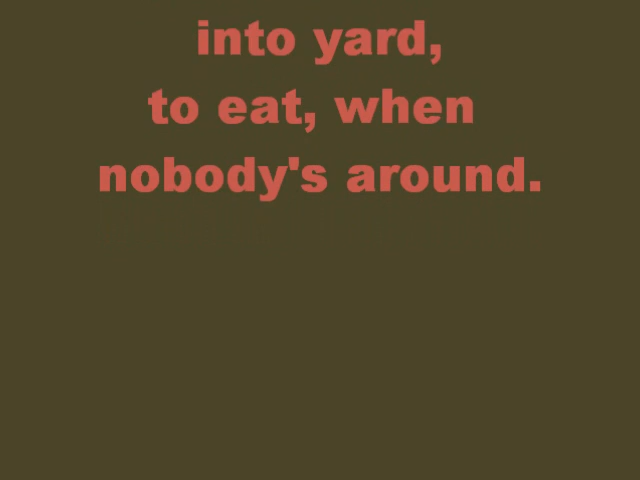 into yard,
to eat, when
nobody's around.